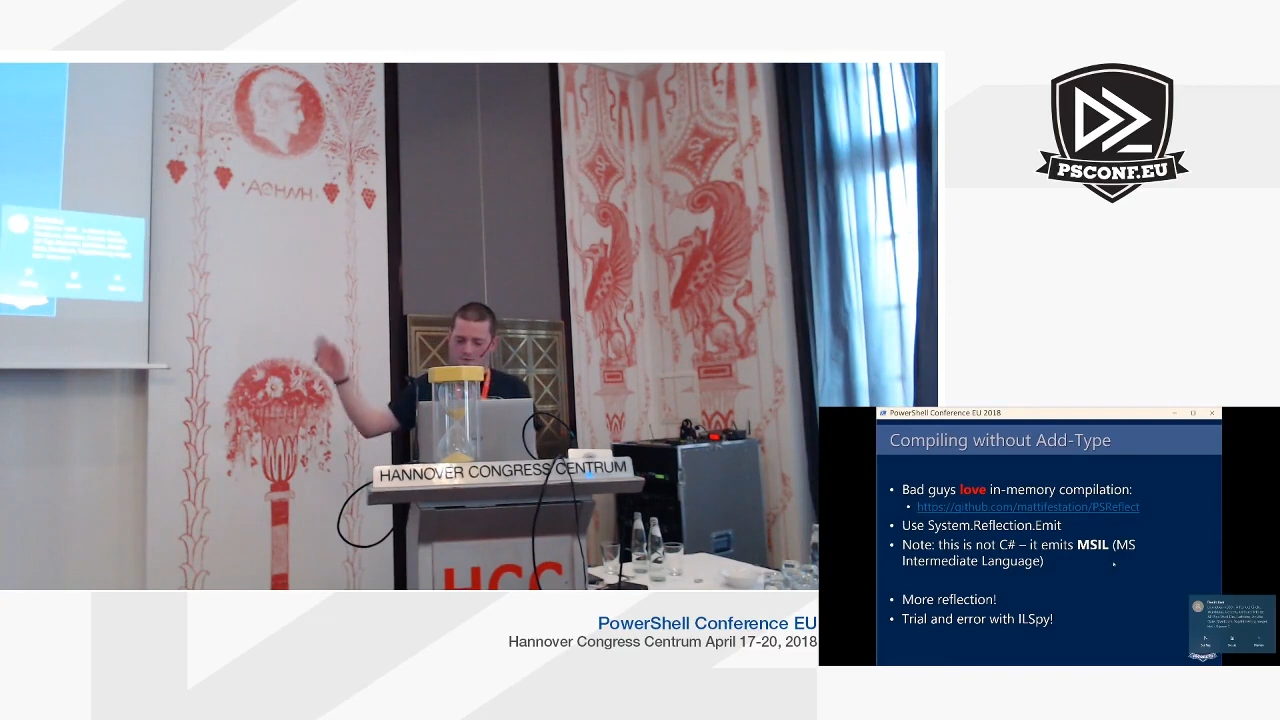 PSCONF.EU
ΑΘΗΝΗ
HANNOVER CONGRESS CENTRUM
HCC
PowerShell Conference EU
Hannover Congress Centrum April 17-20, 2018
PowerShell Conference EU 2018
Compiling without Add-Type
• Bad guys love in-memory compilation:
• https://github.com/mattifestation/PSReflect
• Use System.Reflection.Emit
• Note: this is not C# – it emits MSIL (MS
Intermediate Language)
• More reflection!
• Trial and error with ILSpy!